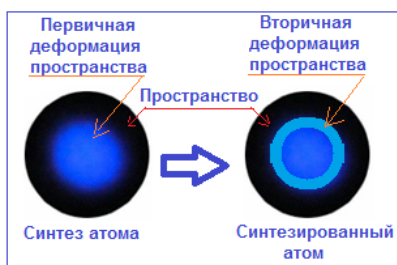 Первичная
деформация
пространства
Вторичная
деформация
пространства
Пространство
Синтез атома
Синтезированный
атом